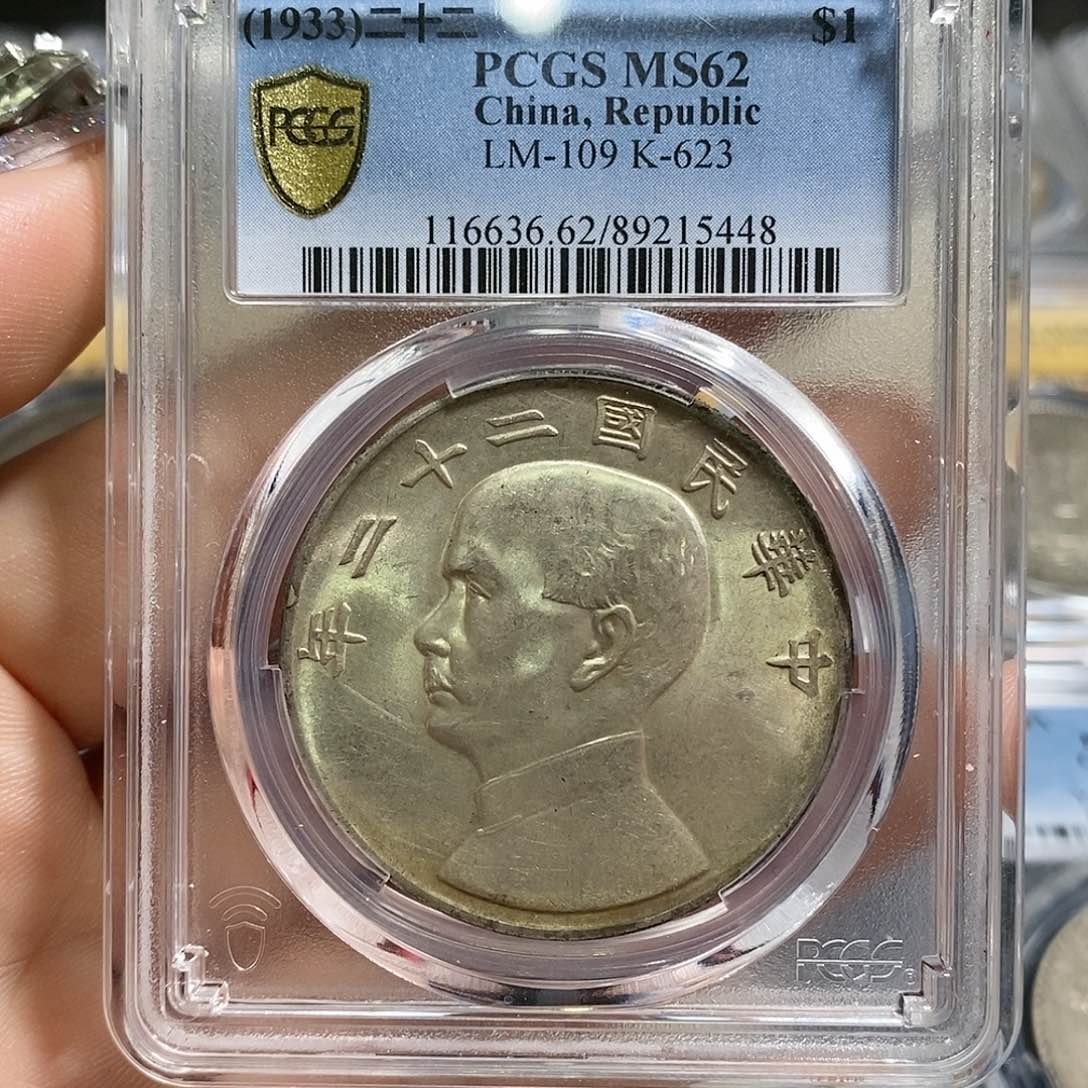 (1933)二十二 $1
PCGS MS62
China, Republic
LM-109 K-623
PCGS
116636.62/89215448
中華民國二十二年
PCGS